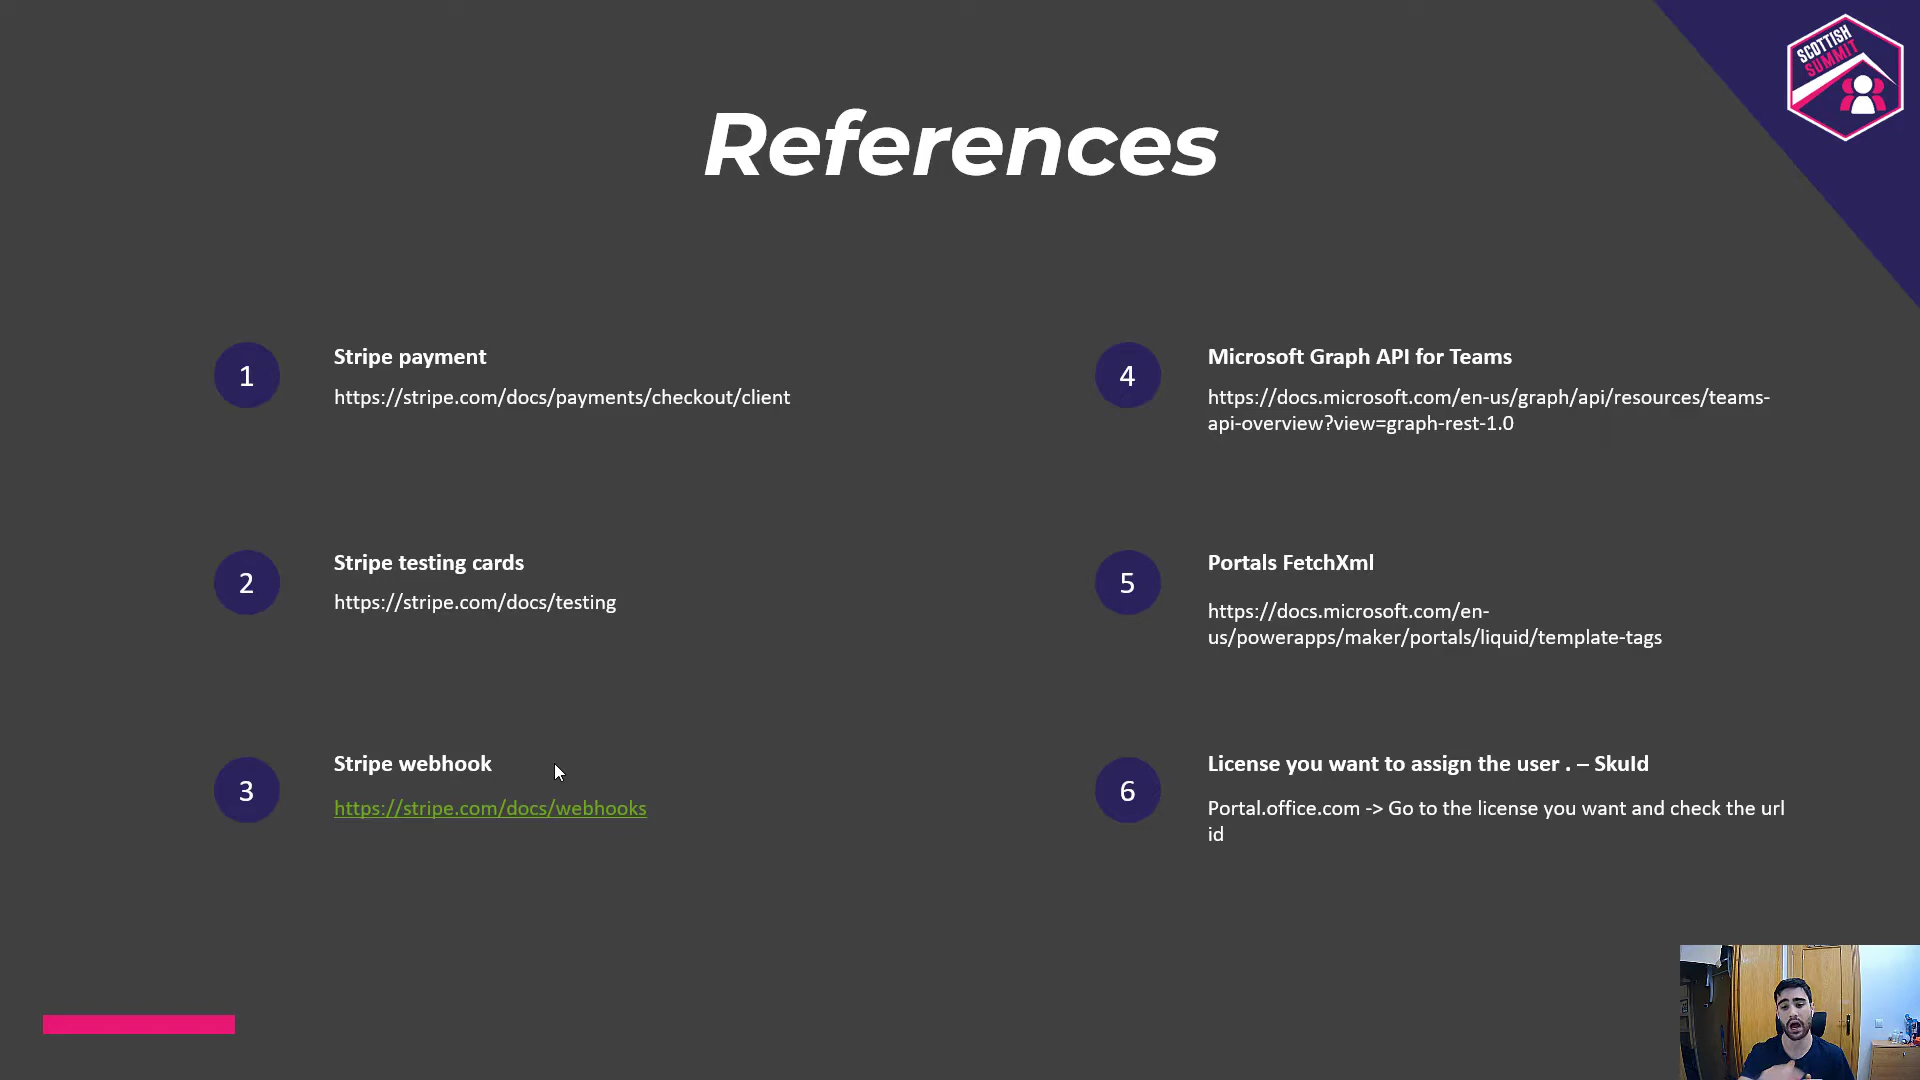 SCOTTISH
SUMMIT
References
1
Stripe payment
https://stripe.com/docs/payments/checkout/client
2
Stripe testing cards
https://stripe.com/docs/testing
3
Stripe webhook
https://stripe.com/docs/webhooks
4
Microsoft Graph API for Teams
https://docs.microsoft.com/en-us/graph/api/resources/teams-
api-overview?view=graph-rest-1.0
5
Portals FetchXml
https://docs.microsoft.com/en-
us/powerapps/maker/portals/liquid/template-tags
6
License you want to assign the user . – SkuId
Portal.office.com -> Go to the license you want and check the url
id